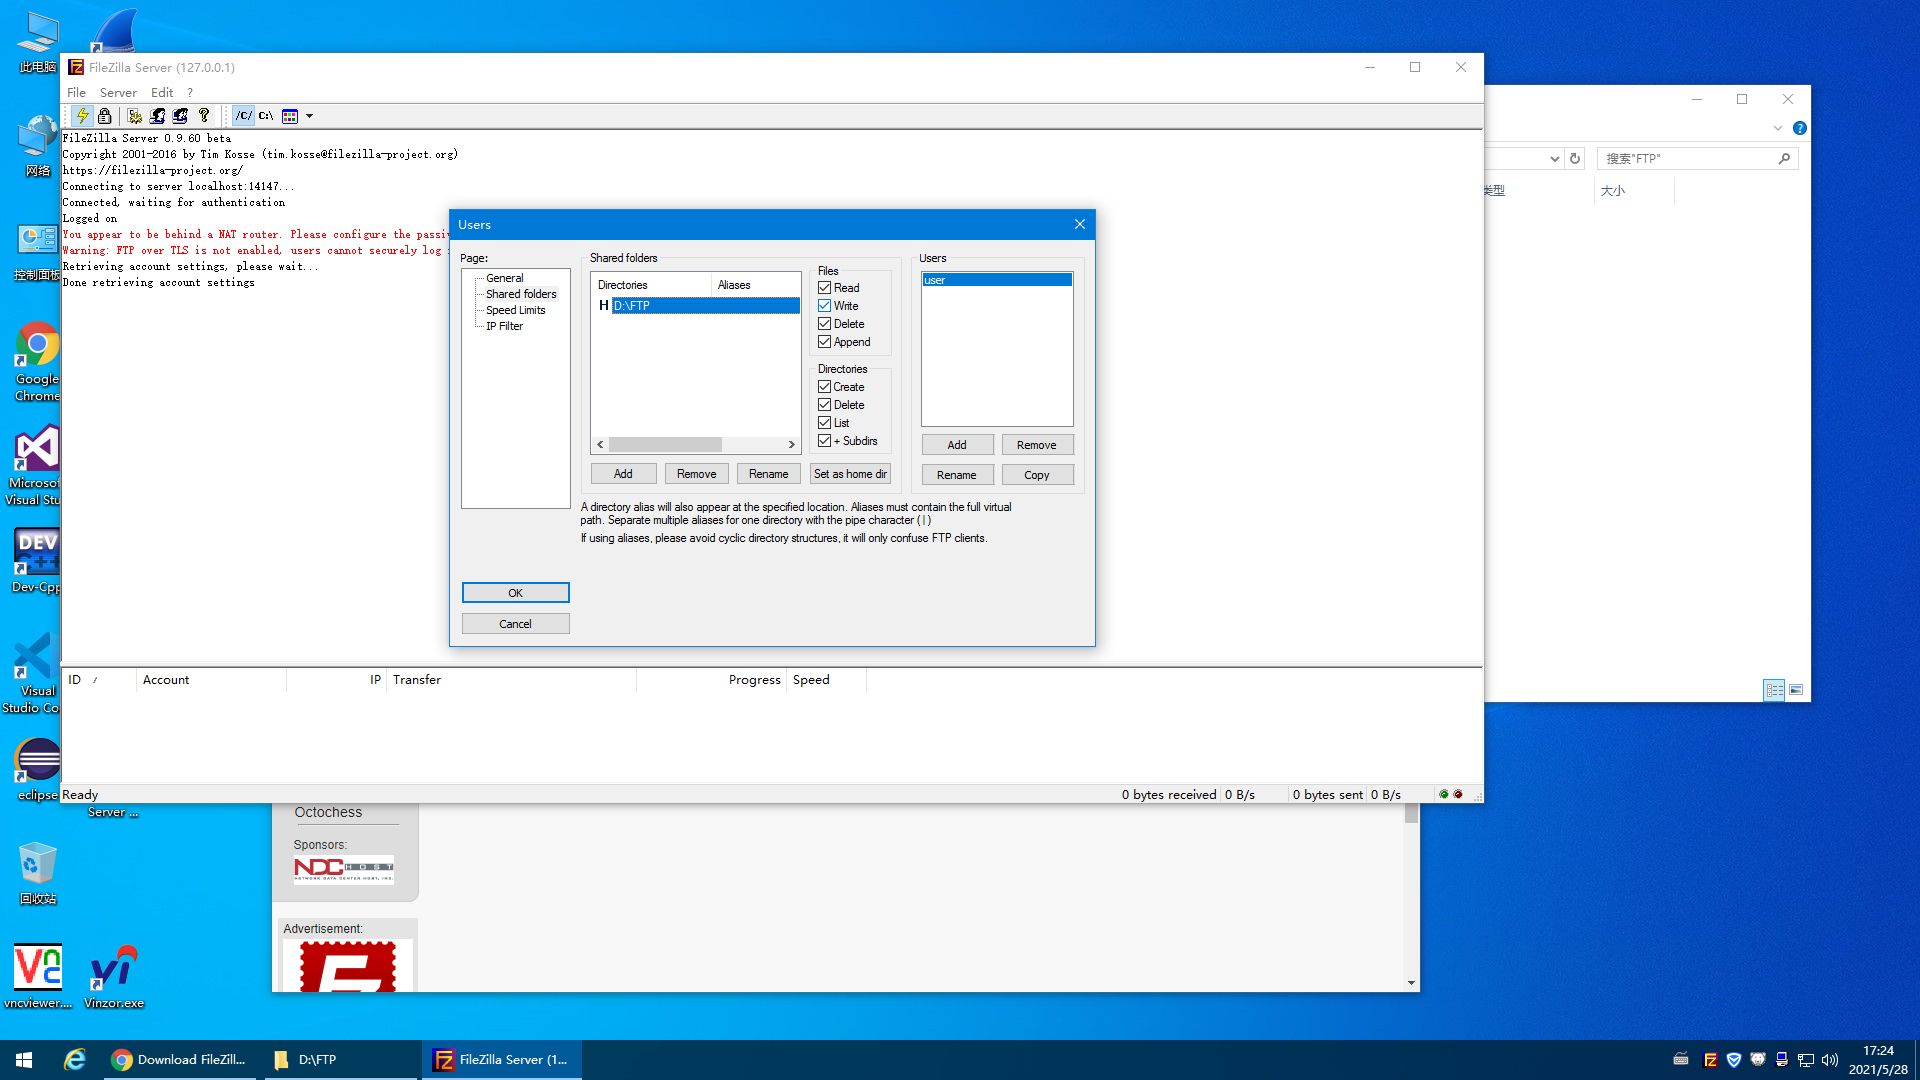 此电脑
网络
控制面板
Google
Chrome
Microsof
Visual Stu
DEV
C++
Dev-Cpp
Visual
Studio Co
eclipse
Server ...
回收站
vncviewer....
Vinzor.exe
FileZilla Server (127.0.0.1)
File Server Edit ?
/C/ C:\
FileZilla Server 0.9.60 beta
Copyright 2001-2016 by Tim Kosse (tim.kosse@filezilla-project.org)
https://filezilla-project.org/
Connecting to server localhost:14147...
Connected, waiting for authentication
Logged on
You appear to be behind a NAT router. Please configure the passiv
Warning: FTP over TLS is not enabled, users cannot securely log
Retrieving account settings, please wait...
Done retrieving account settings
Users
Page:
General
Shared folders
Speed Limits
IP Filter
Shared folders
Directories Aliases
H D:\FTP
Add Remove Rename Set as home dir
Files
Read
Write
Delete
Append
Directories
Create
Delete
List
+ Subdirs
Users
user
Add Remove
Rename Copy
A directory alias will also appear at the specified location. Aliases must contain the full virtual
path. Separate multiple aliases for one directory with the pipe character (|)
If using aliases, please avoid cyclic directory structures, it will only confuse FTP clients.
OK
Cancel
ID / Account IP Transfer Progress Speed
Ready 0 bytes received 0 B/s 0 bytes sent 0 B/s
搜索"FTP"
类型 大小
Octochess
Sponsors:
NDCHOST
NETWORK DATA CENTER HOST, INC.
Advertisement:
Download FileZill...
D:\FTP
FileZilla Server (1...
17:24
2021/5/28